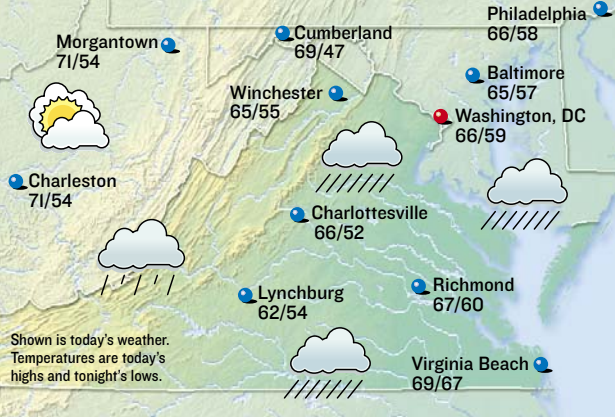 Philadelphia
66/58
Cumberland
69/47
Morgantown
71/54
Baltimore
65/57
Winchester
65/55
Washington, DC
66/59
Charleston
71/54
Charlottesville
66/52
Richmond
67/60
Lynchburg
62/54
Shown is today's weather.
Temperatures are today's
highs and tonight's lows.
Virginia Beach
69/67